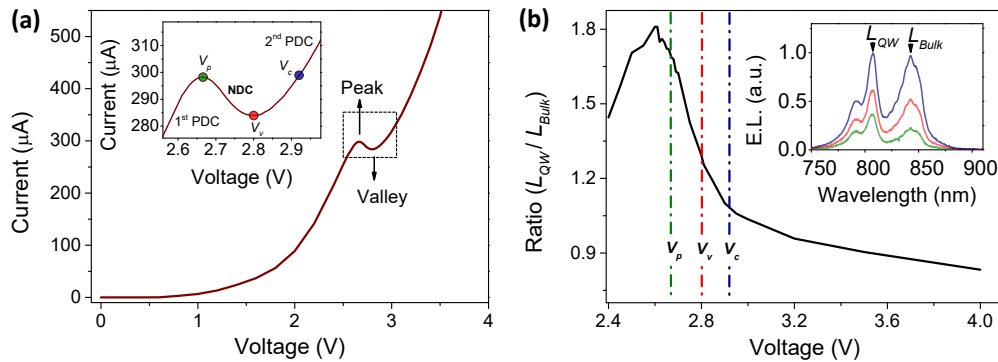 (a)
500
400
300
200
100
0
0
1
2
3
4
Current (µA)
Voltage (V)
Peak
Valley
310
300
290
280
2.6
2.7
2.8
2.9
Current (µA)
Voltage (V)
V_p
NDC
V_v
V_c
1st PDC
2nd PDC
(b)
1.8
1.5
1.2
0.9
2.4
2.8
3.2
3.6
4.0
Ratio (L_QW / L_Bulk)
Voltage (V)
V_p
V_v
V_c
L_QW
L_Bulk
1.0
0.5
0.0
750
800
850
900
E.L. (a.u.)
Wavelength (nm)